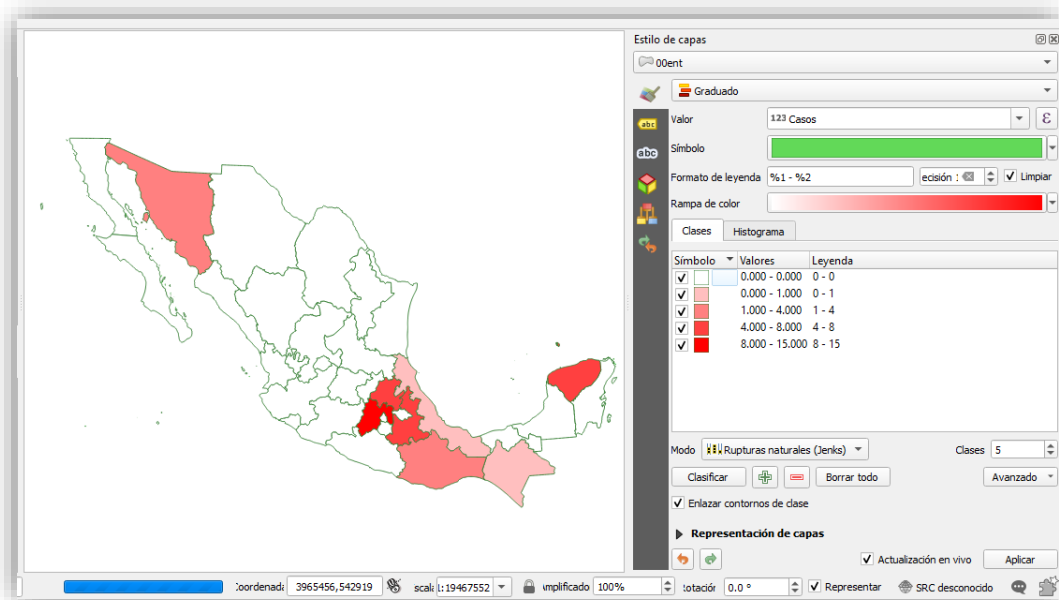 Estilo de capas
00ent
Graduado
Valor 123 Casos ε
abc
Símbolo
abc
Formato de leyenda %1 - %2 ecisión : Limpiar
Rampa de color
Clases Histograma
Símbolo Valores Leyenda
0.000 - 0.000 0 - 0
0.000 - 1.000 0 - 1
1.000 - 4.000 1 - 4
4.000 - 8.000 4 - 8
8.000 - 15.000 8 - 15
Modo Rupturas naturales (Jenks) Clases 5
Clasificar Borrar todo Avanzado
Enlazar contornos de clase
Representación de capas
Actualización en vivo Aplicar
oordenada 3965456,542919 scala 1:19467552 mplificado 100% otación 0.0 ° Representar SRC desconocido